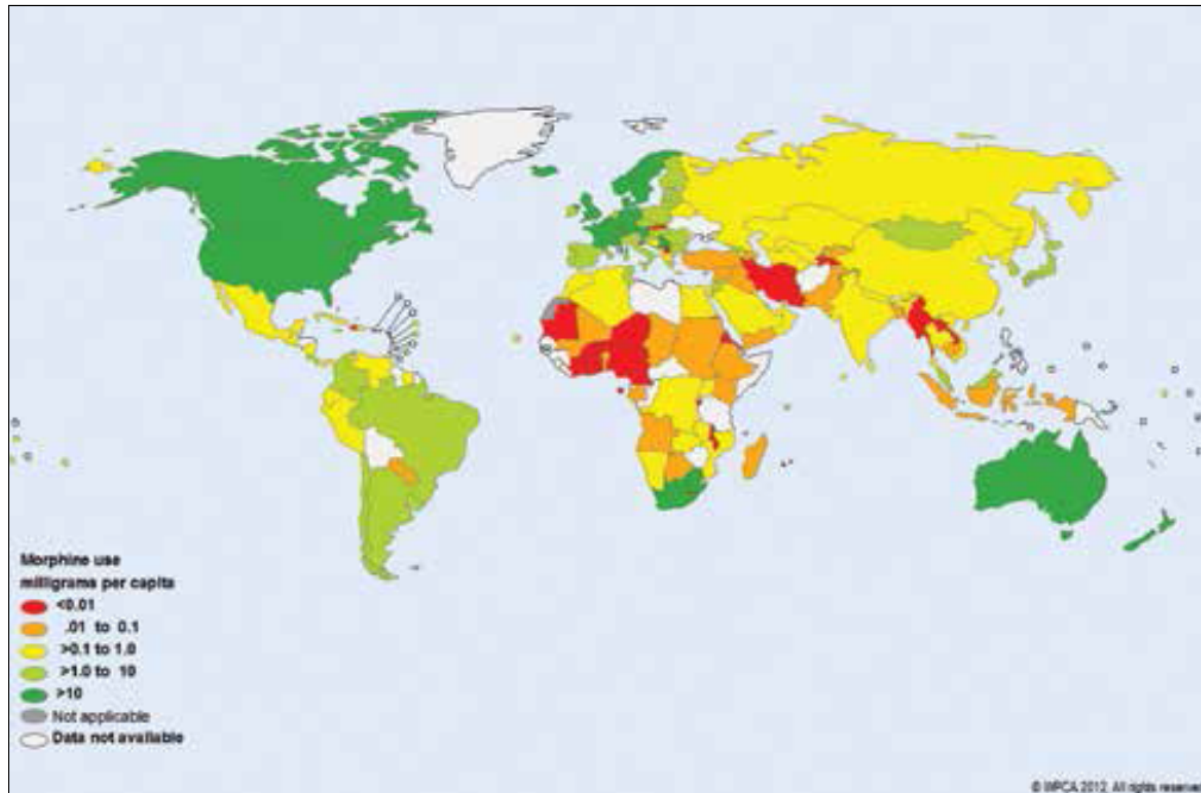 Morphine use
milligrams per capita
<0.01
.01 to 0.1
>0.1 to 1.0
>1.0 to 10
>10
Not applicable
Data not available
© WPCA 2012. All rights reserve